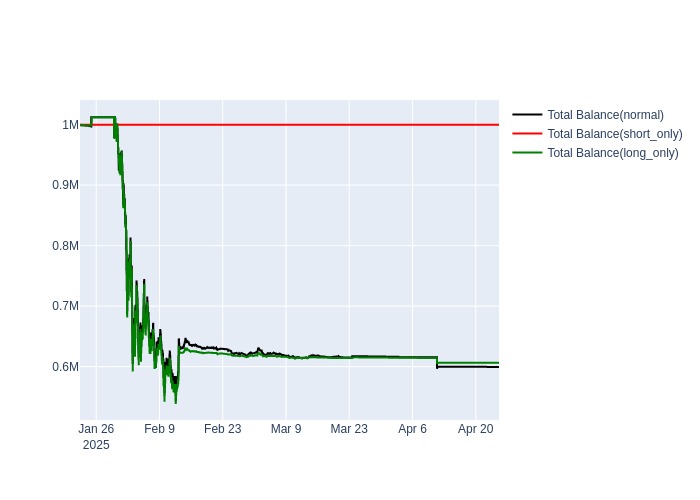 1M
0.9M
0.8M
0.7M
0.6M
Jan 26
2025
Feb 9
Feb 23
Mar 9
Mar 23
Apr 6
Apr 20
Total Balance(normal)
Total Balance(short_only)
Total Balance(long_only)